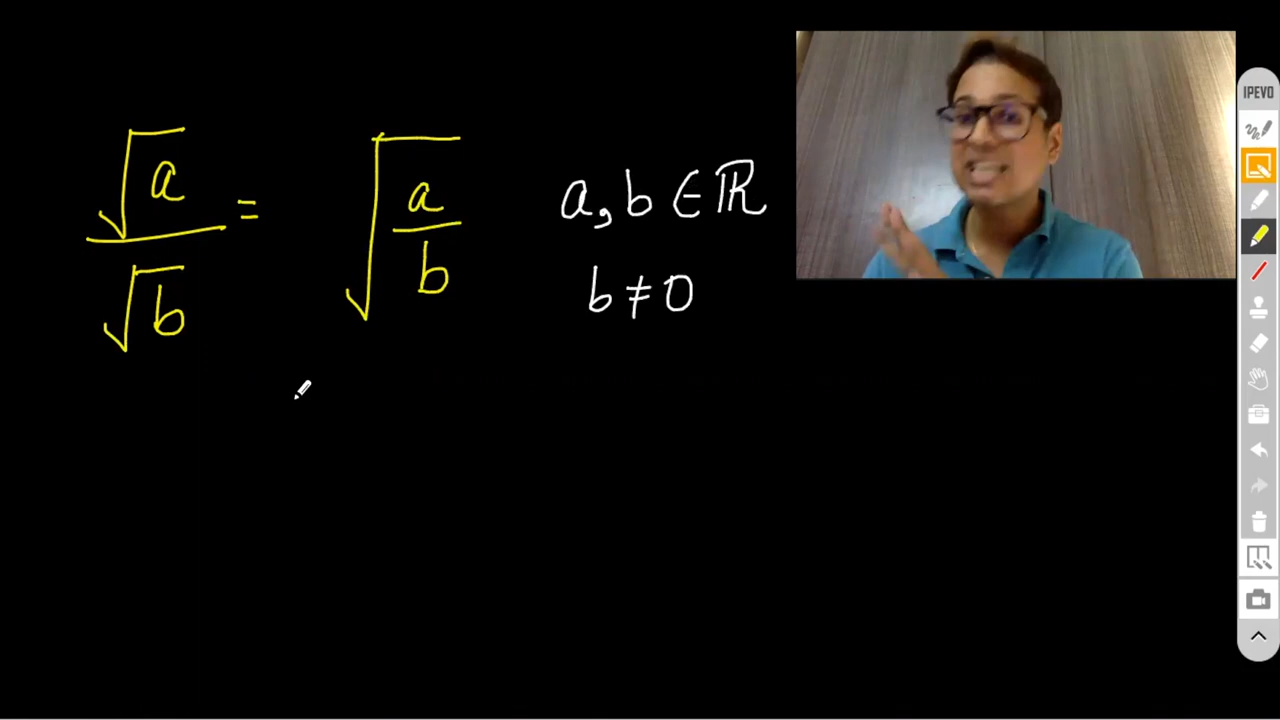 √a/√b = √(a/b)
a, b ∈ ℝ
b ≠ 0
IPEVO